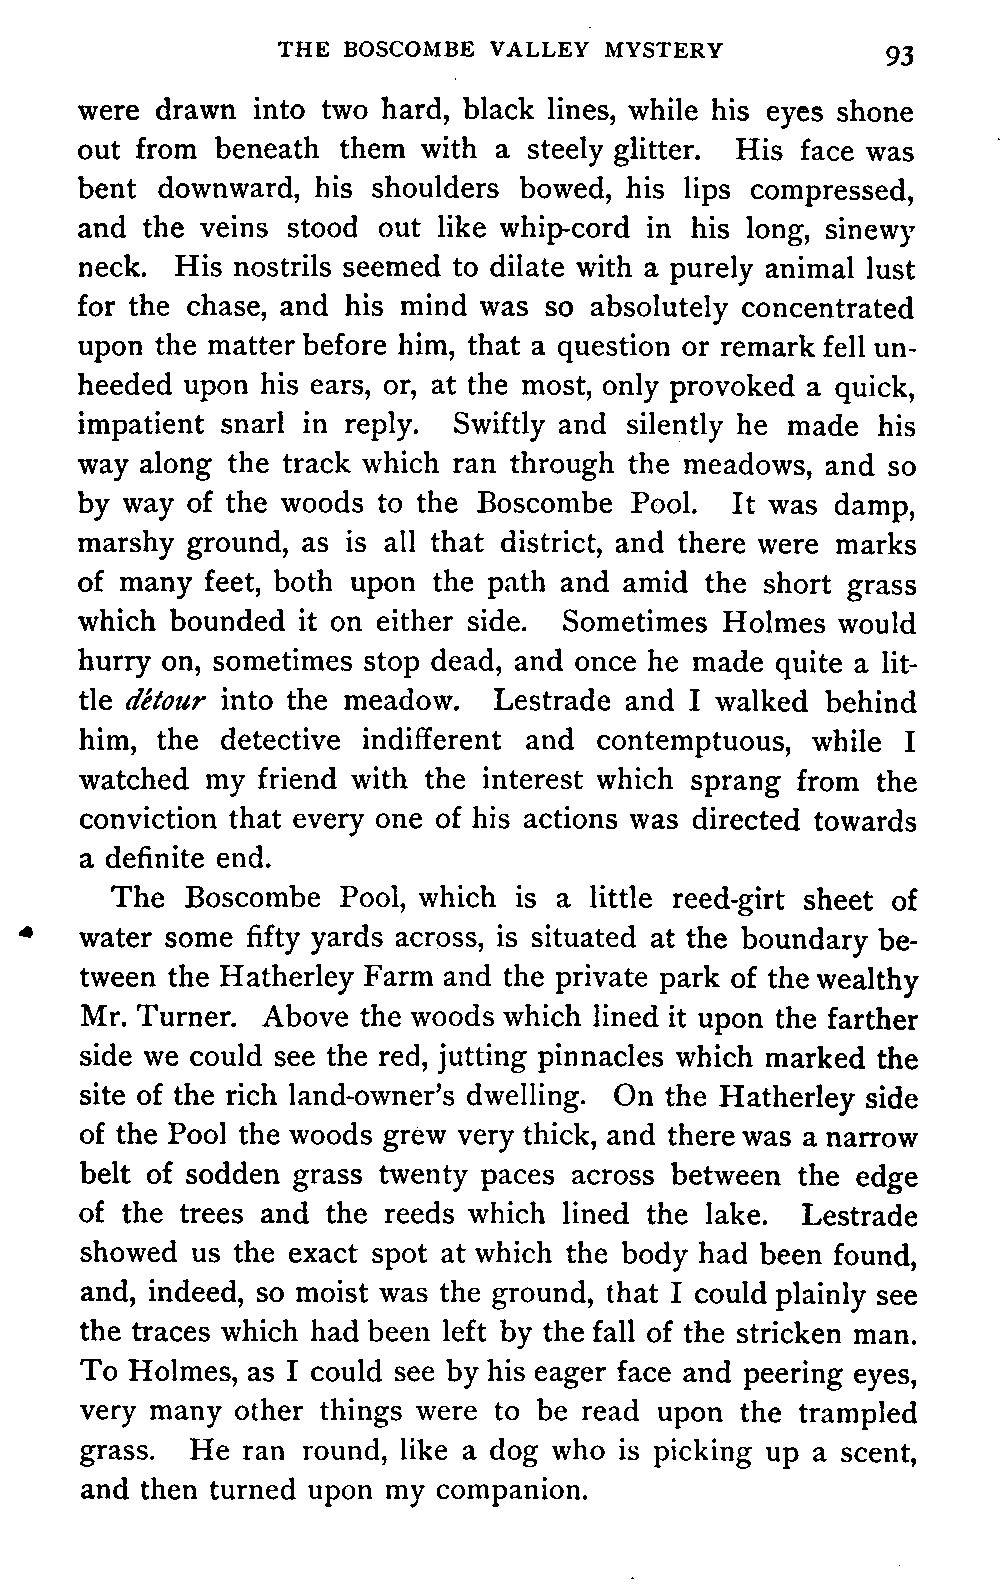 THE BOSCOMBE VALLEY MYSTERY 93
were drawn into two hard, black lines, while his eyes shone
out from beneath them with a steely glitter. His face was
bent downward, his shoulders bowed, his lips compressed,
and the veins stood out like whip-cord in his long, sinewy
neck. His nostrils seemed to dilate with a purely animal lust
for the chase, and his mind was so absolutely concentrated
upon the matter before him, that a question or remark fell un-
heeded upon his ears, or, at the most, only provoked a quick,
impatient snarl in reply. Swiftly and silently he made his
way along the track which ran through the meadows, and so
by way of the woods to the Boscombe Pool. It was damp,
marshy ground, as is all that district, and there were marks
of many feet, both upon the path and amid the short grass
which bounded it on either side. Sometimes Holmes would
hurry on, sometimes stop dead, and once he made quite a lit-
tle détour into the meadow. Lestrade and I walked behind
him, the detective indifferent and contemptuous, while I
watched my friend with the interest which sprang from the
conviction that every one of his actions was directed towards
a definite end.
The Boscombe Pool, which is a little reed-girt sheet of
water some fifty yards across, is situated at the boundary be-
tween the Hatherley Farm and the private park of the wealthy
Mr. Turner. Above the woods which lined it upon the farther
side we could see the red, jutting pinnacles which marked the
site of the rich land-owner's dwelling. On the Hatherley side
of the Pool the woods grew very thick, and there was a narrow
belt of sodden grass twenty paces across between the edge
of the trees and the reeds which lined the lake. Lestrade
showed us the exact spot at which the body had been found,
and, indeed, so moist was the ground, that I could plainly see
the traces which had been left by the fall of the stricken man.
To Holmes, as I could see by his eager face and peering eyes,
very many other things were to be read upon the trampled
grass. He ran round, like a dog who is picking up a scent,
and then turned upon my companion.